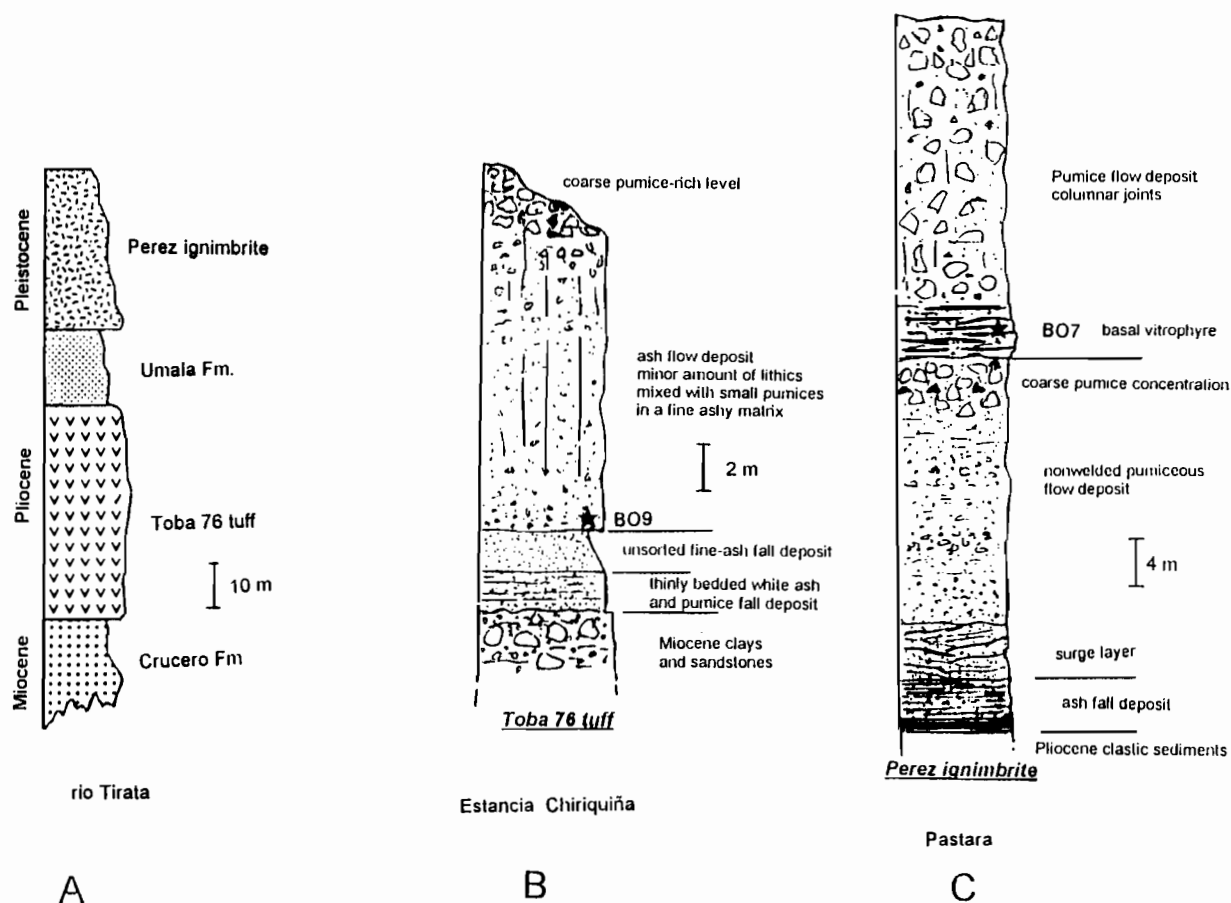 Pleistocene
Pliocene
Miocene
Perez ignimbrite
Umala Fm.
Toba 76 tuff
10 m
Crucero Fm
rio Tirata
A
coarse pumice-rich level
ash flow deposit
minor amount of lithics
mixed with small pumices
in a fine ashy matrix
2 m
BO9
unsorted fine-ash fall deposit
thinly bedded white ash
and pumice fall deposit
Miocene clays
and sandstones
Toba 76 tuff
Estancia Chiriquiña
B
Pumice flow deposit
columnar joints
BO7 basal vitrophyre
coarse pumice concentration
nonwelded pumiceous
flow deposit
4 m
surge layer
ash fall deposit
Pliocene clastic sediments
Perez ignimbrite
Pastara
C